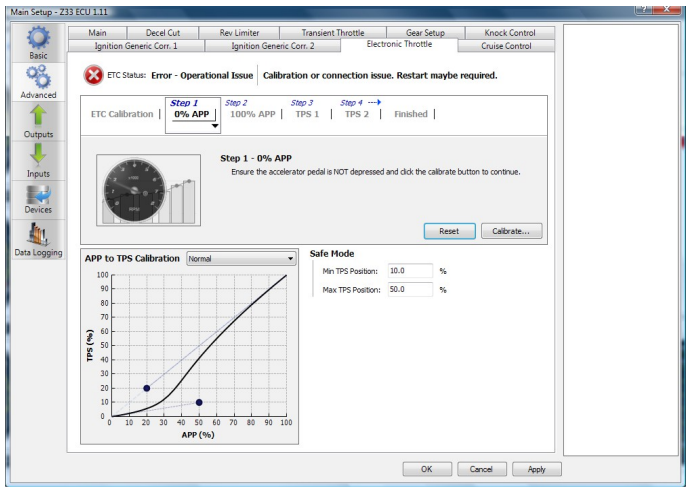 Main Setup - Z33 ECU 1.11
Main Decel Cut Rev Limiter Transient Throttle Gear Setup Knock Control
Ignition Generic Corr. 1 Ignition Generic Corr. 2 Electronic Throttle Cruise Control
Basic
Advanced
Outputs
Inputs
Devices
Data Logging
ETC Status: Error - Operational Issue Calibration or connection issue. Restart maybe required.
Step 1 Step 2 Step 3 Step 4 --->
ETC Calibration 0% APP 100% APP TPS 1 TPS 2 Finished
Step 1 - 0% APP
Ensure the accelerator pedal is NOT depressed and click the calibrate button to continue.
Reset Calibrate...
APP to TPS Calibration Normal
100
90
80
70
60
50
40
30
20
10
0
TPS (%)
0 10 20 30 40 50 60 70 80 90 100
APP (%)
Safe Mode
Min TPS Position: 10.0 %
Max TPS Position: 50.0 %
OK Cancel Apply